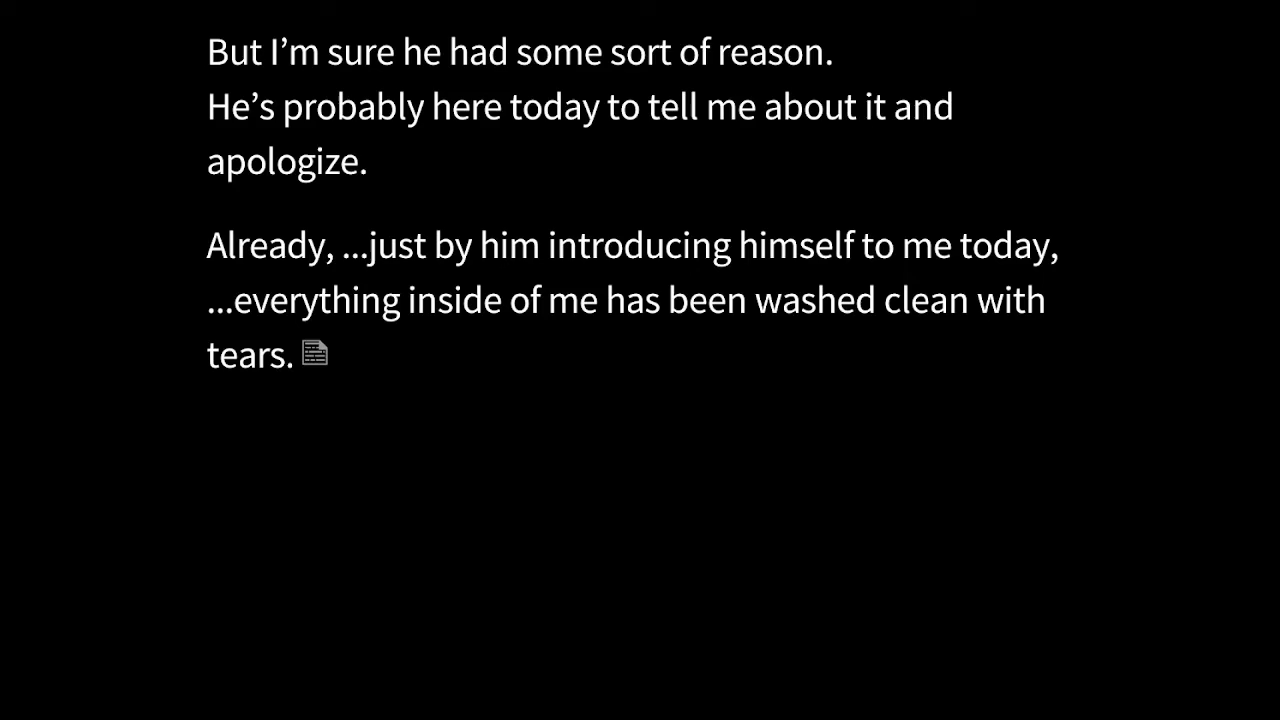 But I’m sure he had some sort of reason.
He’s probably here today to tell me about it and
apologize.
Already, ...just by him introducing himself to me today,
...everything inside of me has been washed clean with
tears.